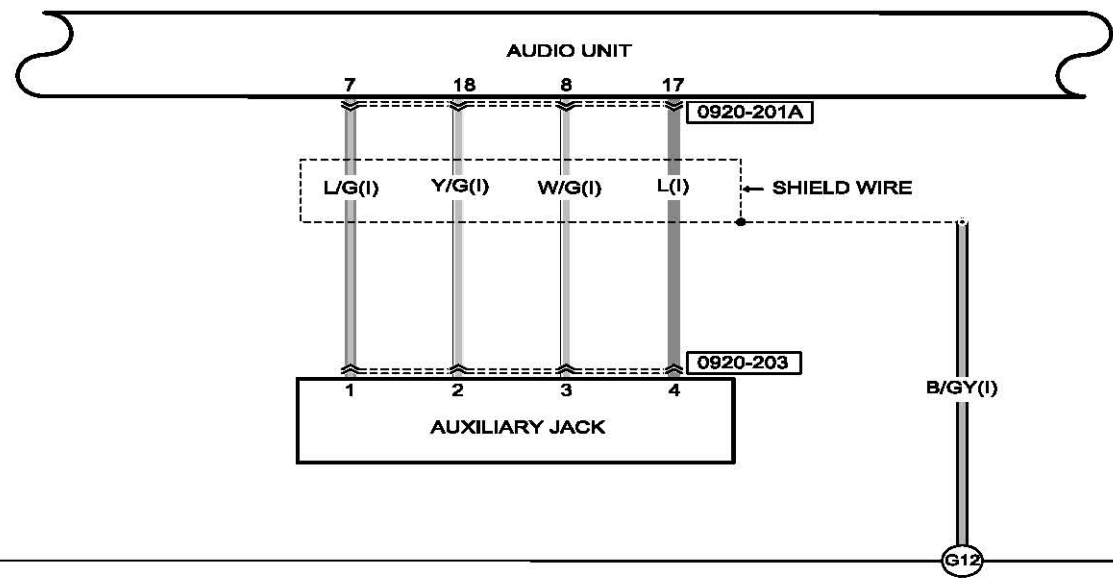 AUDIO UNIT
7 18 8 17
0920-201A
L/G(I) Y/G(I) W/G(I) L(I) SHIELD WIRE
0920-203
1 2 3 4
B/GY(I)
AUXILIARY JACK
G12